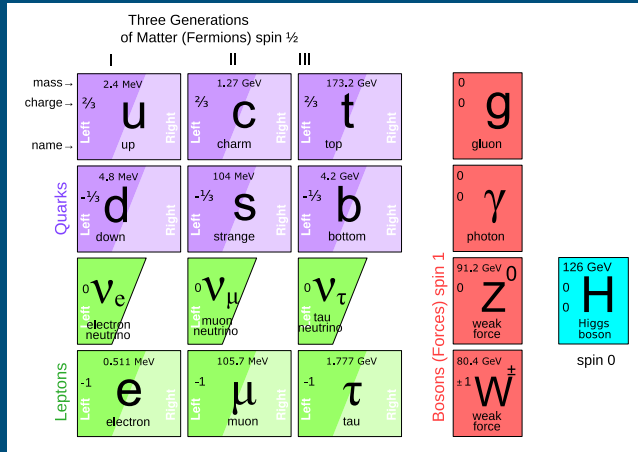 Three Generations
of Matter (Fermions) spin ½
I II III
mass→ 2.4 MeV 1.27 GeV 173.2 GeV
charge→ ⅔ u ⅔ c ⅔ t
name→ Left up Right Left charm Right Left top Right
0
0 g
gluon
Quarks
4.8 MeV 104 MeV 4.2 GeV
-⅓ d -⅓ s -⅓ b
Left down Right Left strange Right Left bottom Right
0
0 γ
photon
0 νe 0 νμ 0 ντ
Left electron neutrino Left muon neutrino Left tau neutrino
Bosons (Forces) spin 1
91.2 GeV
0 Z0
weak
force
126 GeV
0
0 H
Higgs
boson
spin 0
Leptons
0.511 MeV 105.7 MeV 1.777 GeV
-1 e -1 μ -1 τ
Left electron Right Left muon Right Left tau Right
80.4 GeV
±1 W±
weak
force